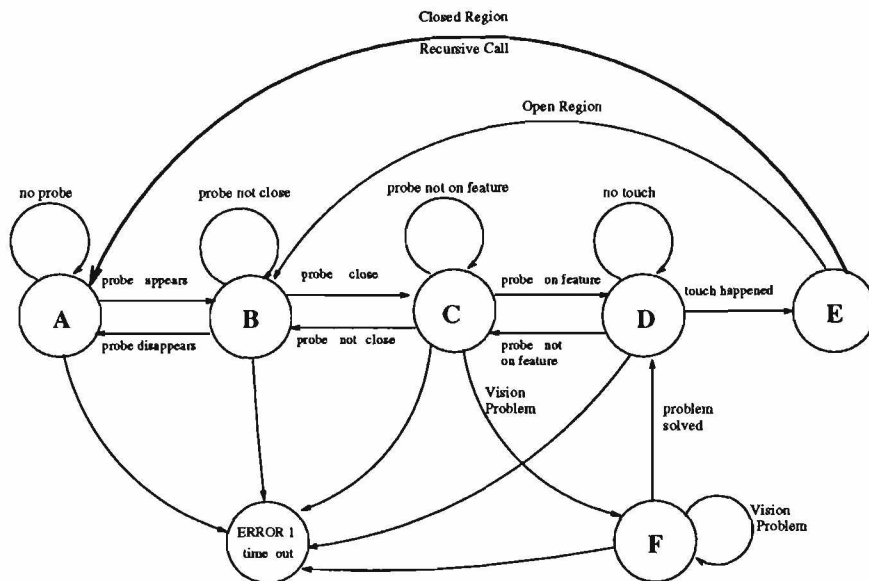 Closed Region
Recursive Call
Open Region
no probe
probe not close
probe not on feature
no touch
probe appears
probe close
probe on feature
touch happened
A
B
C
D
E
probe disappears
probe not close
probe not
on feature
Vision
Problem
problem
solved
ERROR 1
time out
F
Vision
Problem